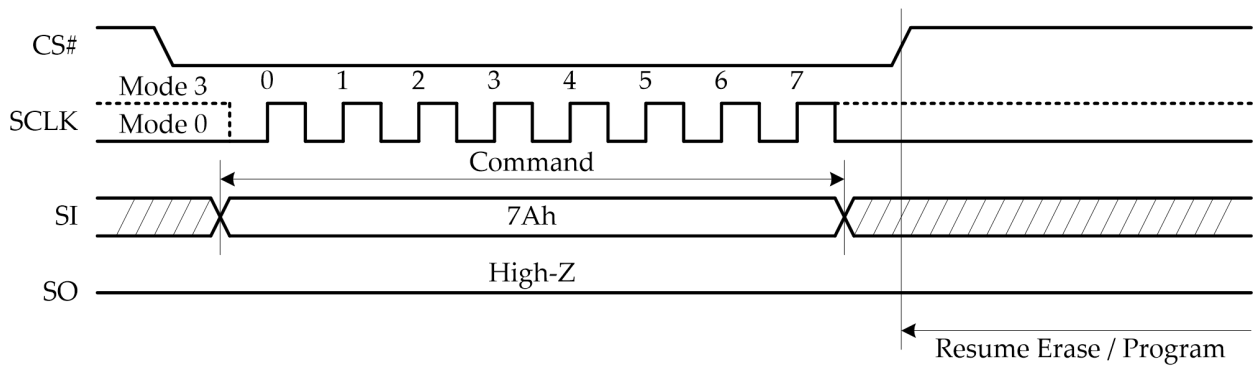 CS#
Mode 3
0 1 2 3 4 5 6 7
SCLK
Mode 0
Command
SI
7Ah
High-Z
SO
Resume Erase / Program